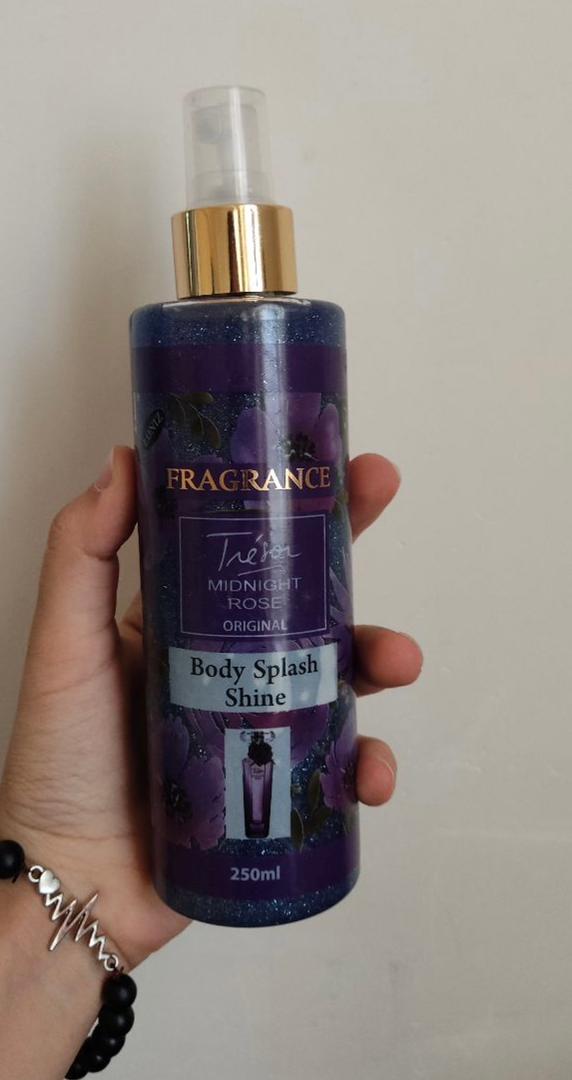 FRAGRANCE
Trésor
MIDNIGHT
ROSE
ORIGINAL
Body Splash
Shine
250ml